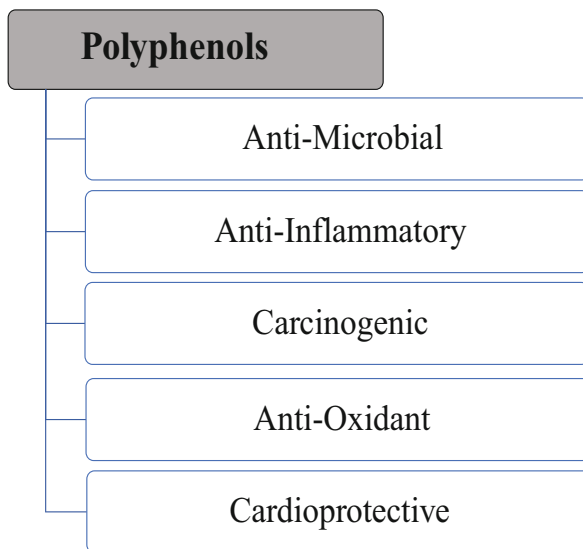 Polyphenols
Anti-Microbial
Anti-Inflammatory
Carcinogenic
Anti-Oxidant
Cardioprotective